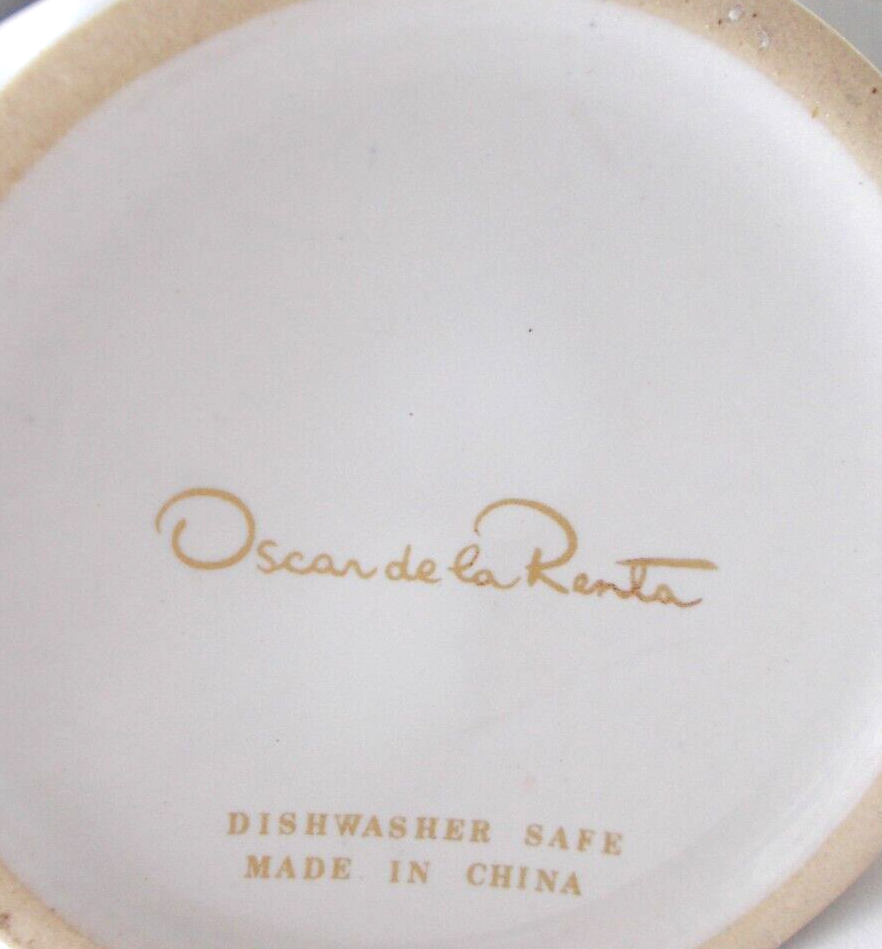 Oscar de la Renta
DISHWASHER SAFE
MADE IN CHINA